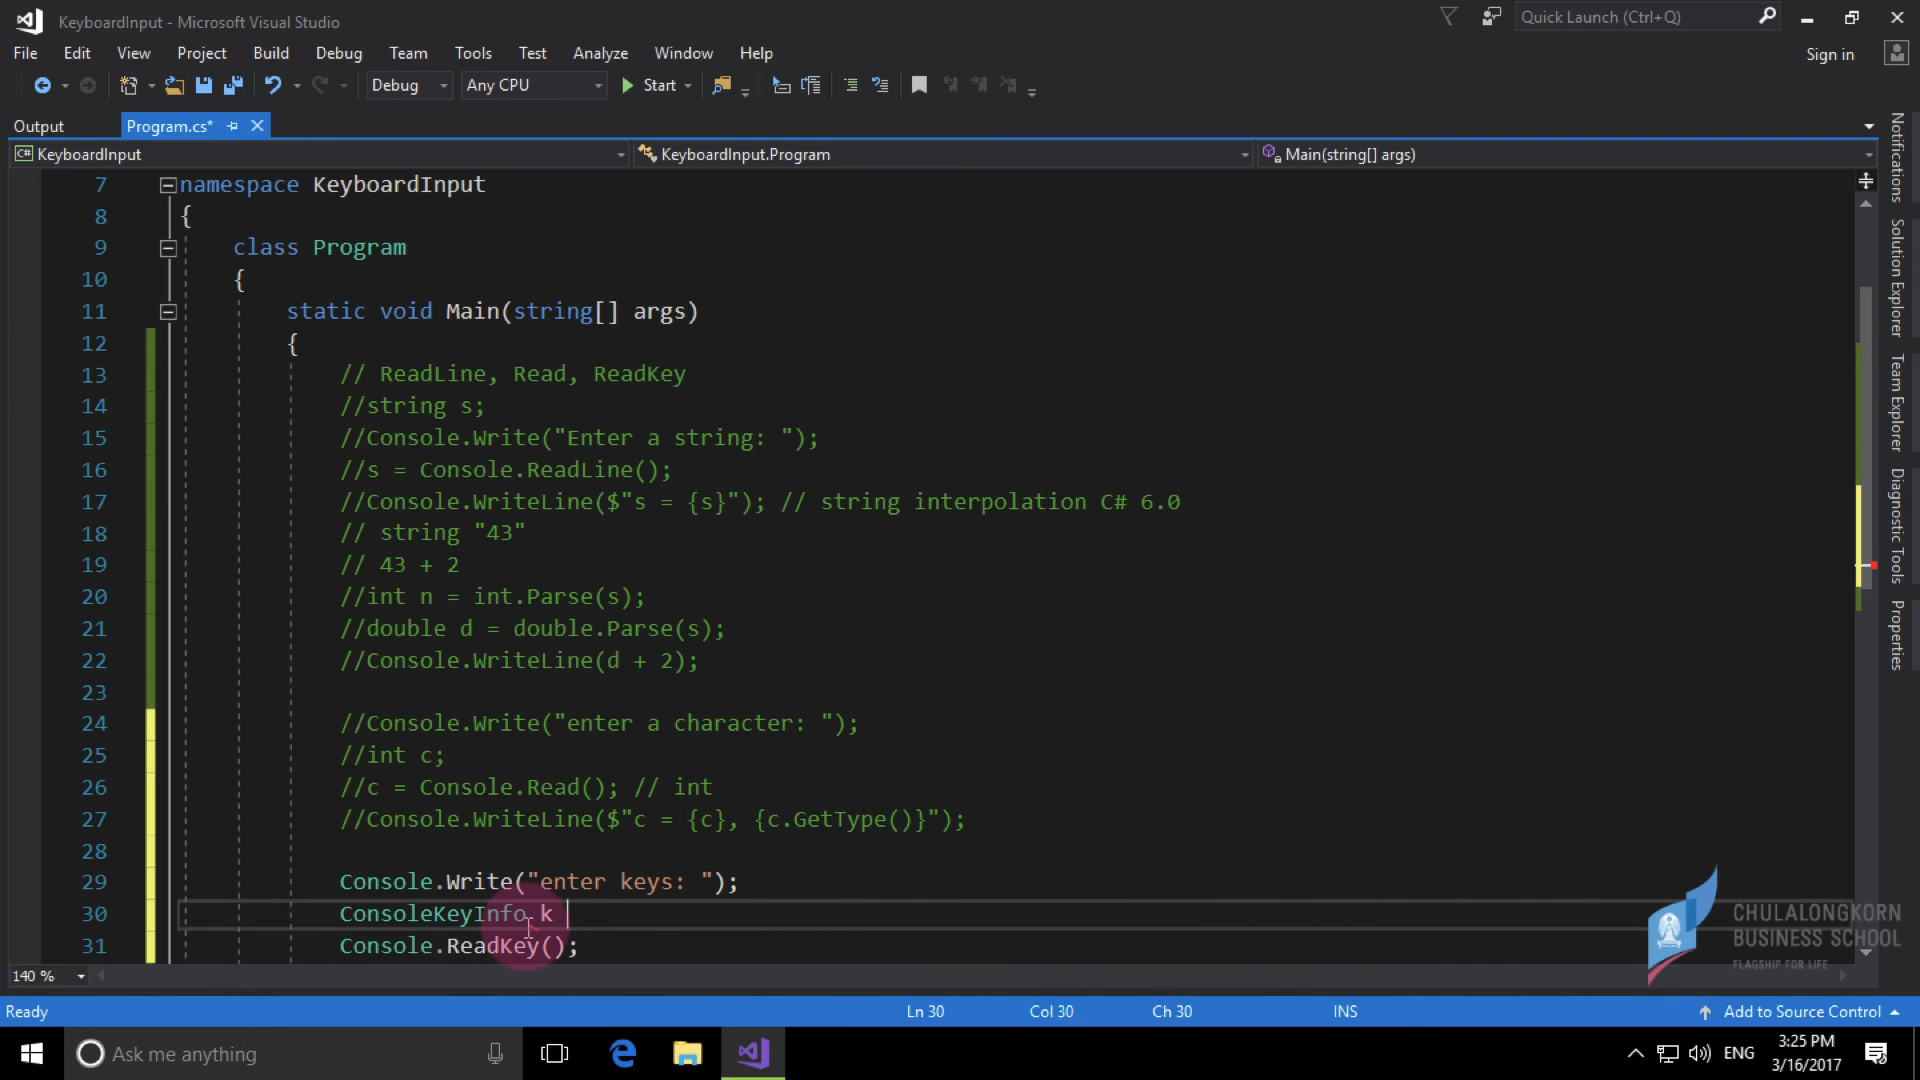 KeyboardInput - Microsoft Visual Studio
Quick Launch (Ctrl+Q)
File Edit View Project Build Debug Team Tools Test Analyze Window Help
Sign in
Debug Any CPU Start
Output Program.cs*
KeyboardInput KeyboardInput.Program Main(string[] args)
7 namespace KeyboardInput
8 {
9 class Program
10 {
11 static void Main(string[] args)
12 {
13 // ReadLine, Read, ReadKey
14 //string s;
15 //Console.Write("Enter a string: ");
16 //s = Console.ReadLine();
17 //Console.WriteLine($"s = {s}"); // string interpolation C# 6.0
18 // string "43"
19 // 43 + 2
20 //int n = int.Parse(s);
21 //double d = double.Parse(s);
22 //Console.WriteLine(d + 2);
23
24 //Console.Write("enter a character: ");
25 //int c;
26 //c = Console.Read(); // int
27 //Console.WriteLine($"c = {c}, {c.GetType()}");
28
29 Console.Write("enter keys: ");
30 ConsoleKeyInfo k
31 Console.ReadKey();
Notifications
Solution Explorer
Team Explorer
Diagnostic Tools
Properties
CHULALONGKORN
BUSINESS SCHOOL
FLAGSHIP FOR LIFE
140 %
Ready Ln 30 Col 30 Ch 30 INS Add to Source Control
Ask me anything
ENG
3:25 PM
3/16/2017